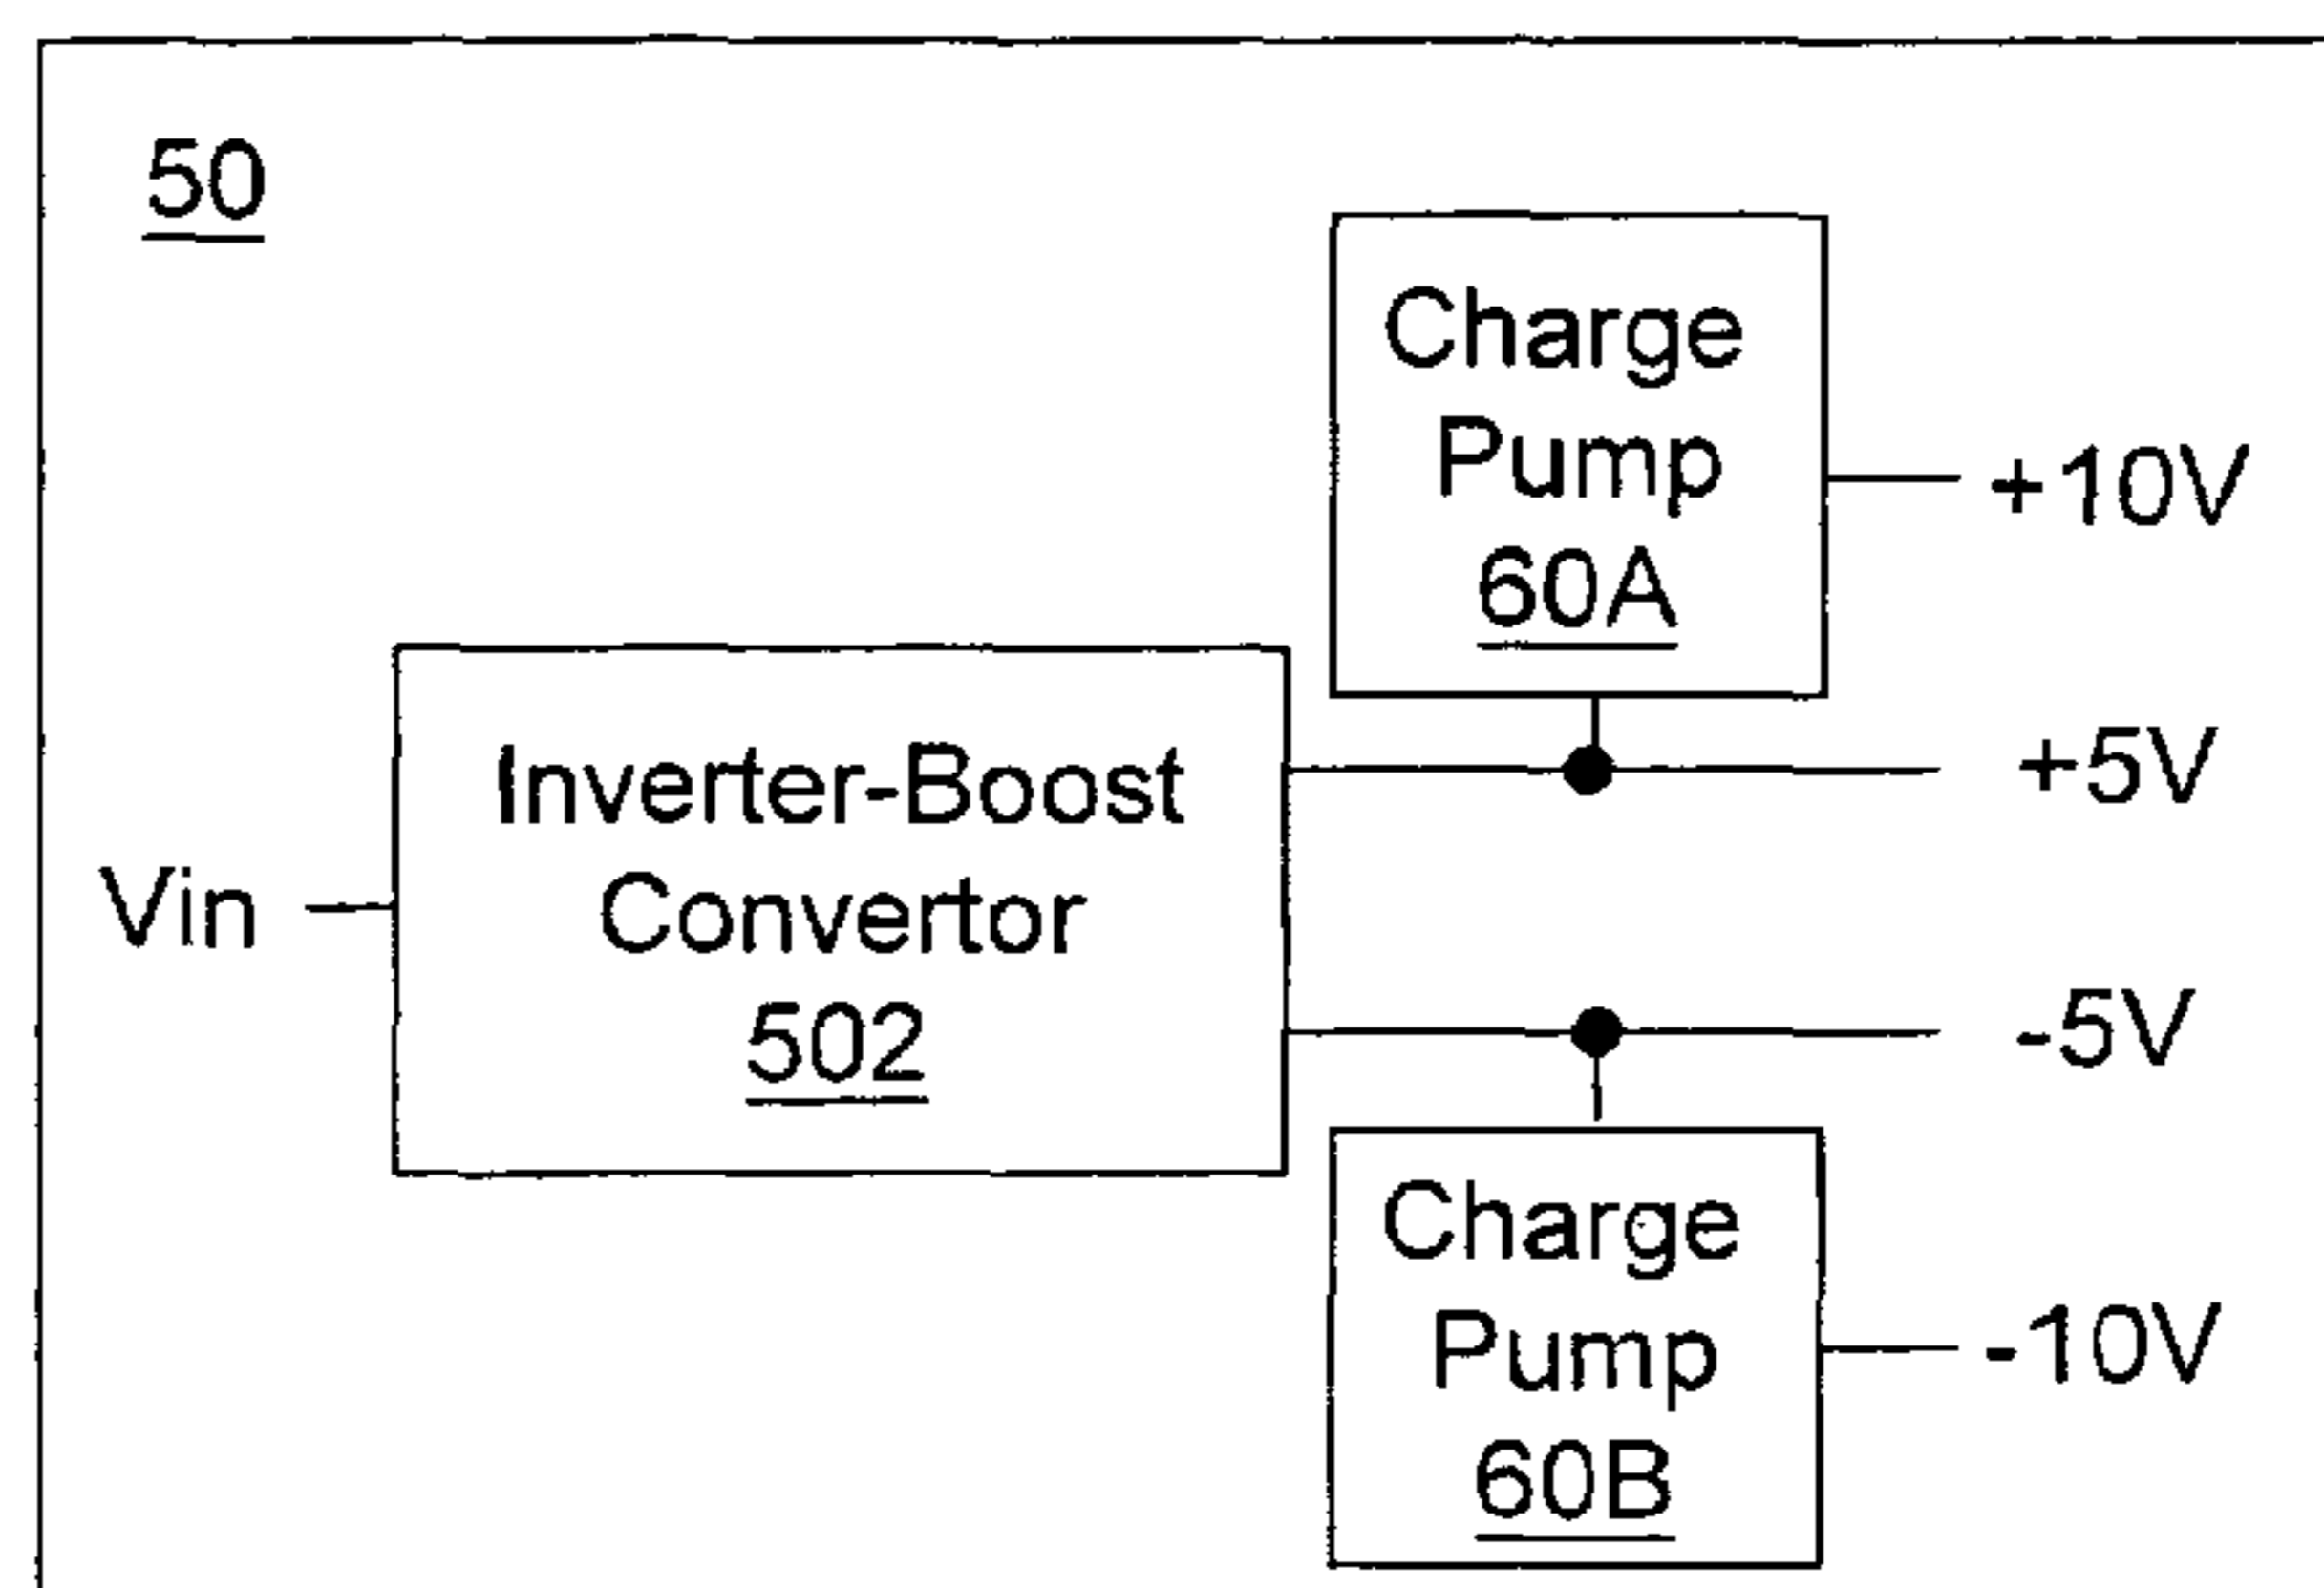 50
Charge
Pump
60A
+10V
Inverter-Boost
Convertor
502
Vin
+5V
-5V
Charge
Pump
60B
-10V